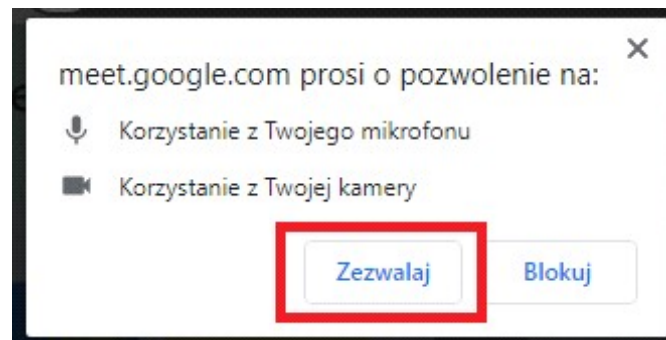 meet.google.com prosi o pozwolenie na:
Korzystanie z Twojego mikrofonu
Korzystanie z Twojej kamery
Zezwalaj Blokuj